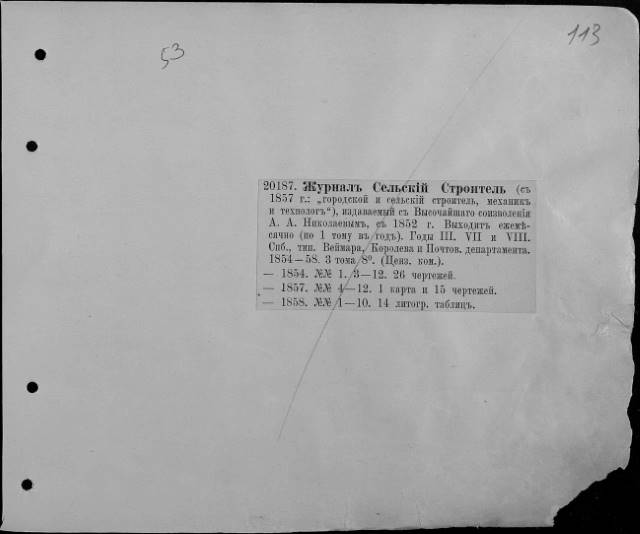 53
113
20187. Журналъ Сельскій Строитель (съ
1857 г.: „городской и сельскій строитель, механикъ
и технологъ“), издаваемый съ Высочайшаго соизволенія
А. А. Николаевымъ, съ 1852 г. Выходитъ ежемѣ-
сячно (по 1 тому въ годъ). Годы III. VII и VIII.
Спб., тип. Веймара, Королева и Почтов. департамента.
1854—58. 3 тома 8°. (Ценз. ком.).
— 1854. №№ 1. 3—12. 26 чертежей.
— 1857. №№ 4—12. 1 карта и 15 чертежей.
— 1858. №№ 1—10. 14 литогр. таблицъ.